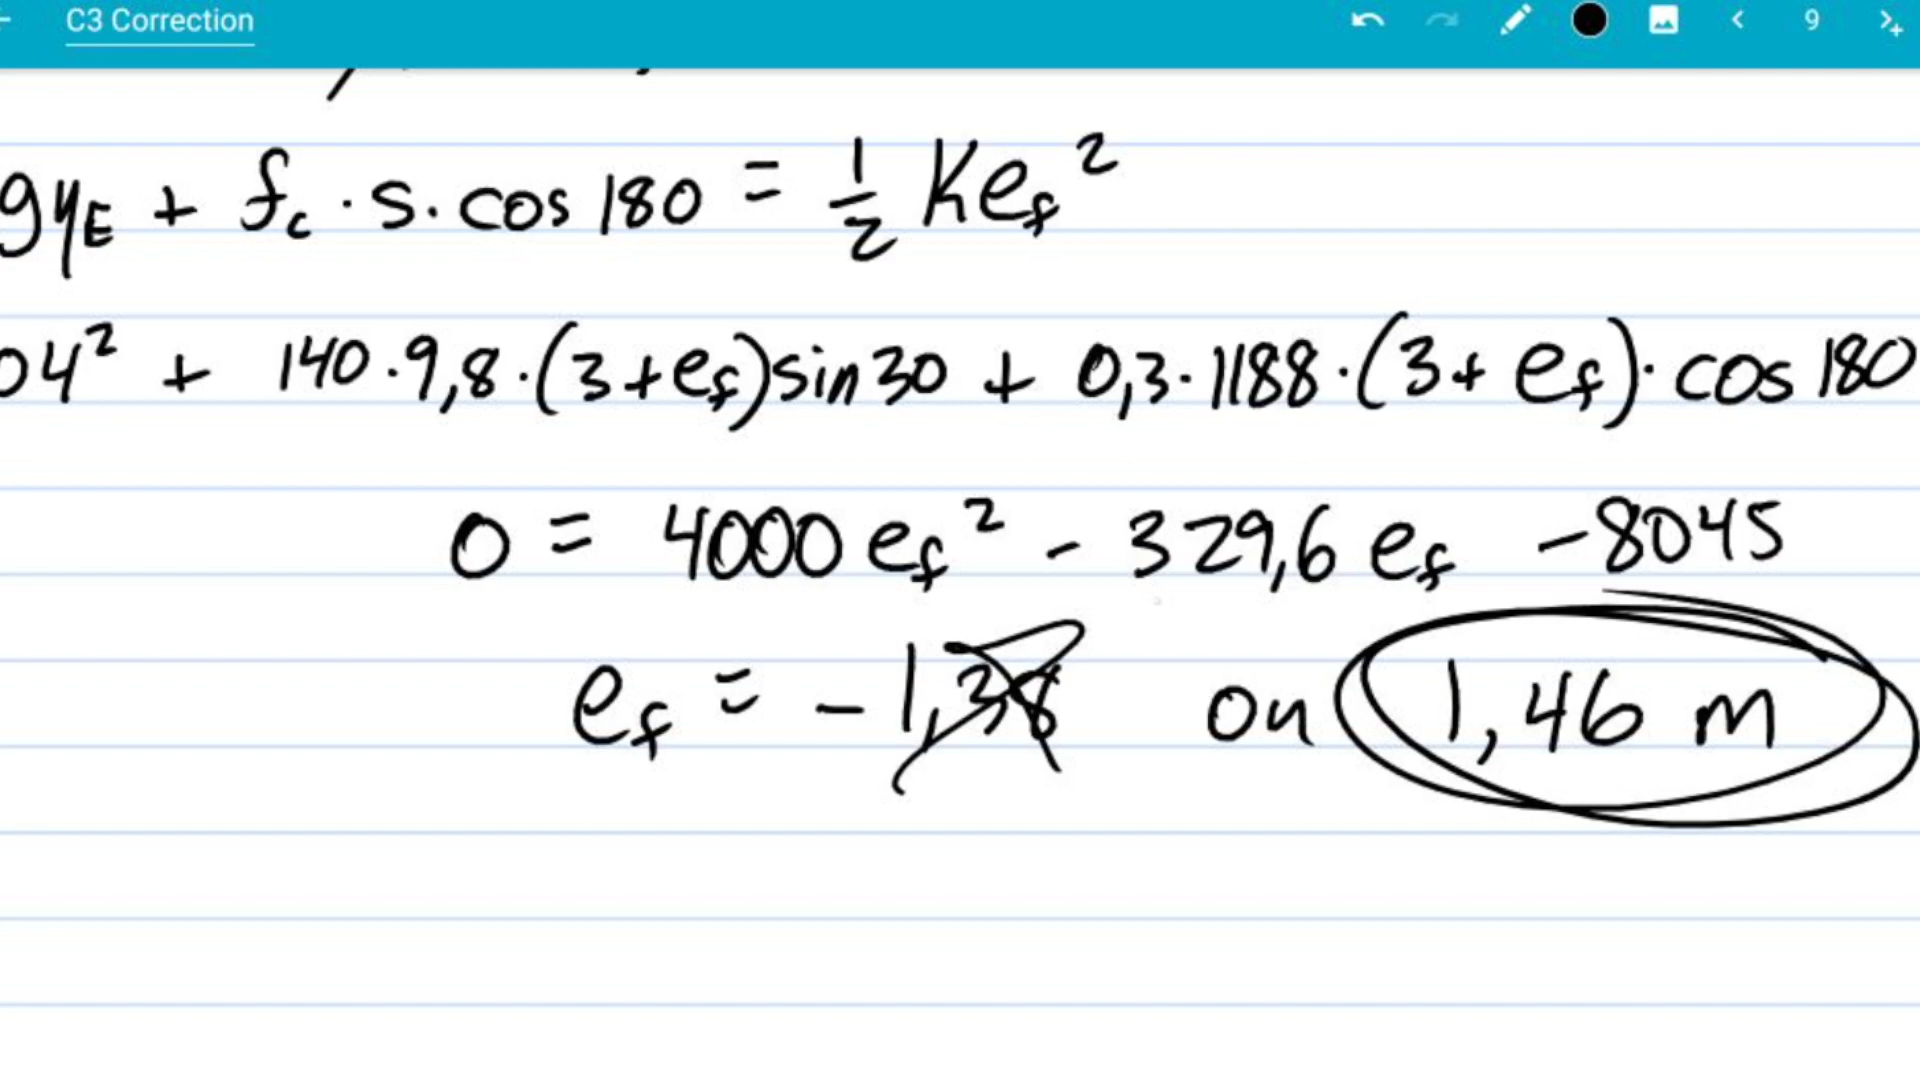 C3 Correction
9
gy_E + f_c · s · cos 180 = 1/2 Ke_f²
04² + 140 · 9,8 · (3 + e_f) sin 30 + 0,3 · 1188 · (3 + e_f) · cos 180
0 = 4000 e_f² - 329,6 e_f - 8045
e_f = - 1,38 ou 1,46 m